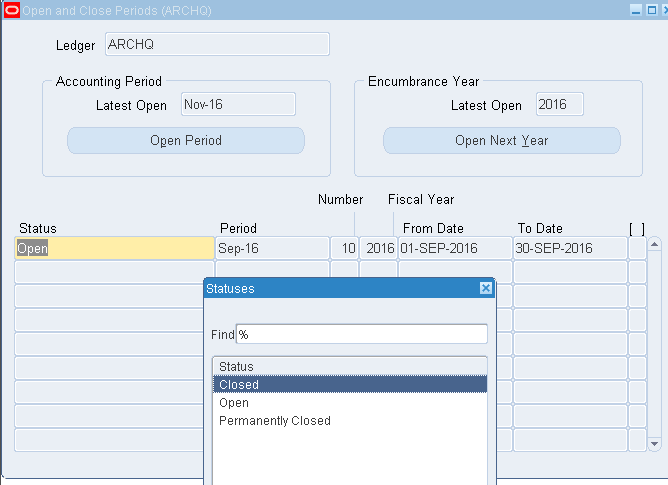 Open and Close Periods (ARCHQ)
Ledger ARCHQ
Accounting Period
Latest Open Nov-16
Open Period
Encumbrance Year
Latest Open 2016
Open Next Year
Number Fiscal Year
Status Period From Date To Date [ ]
Open Sep-16 10 2016 01-SEP-2016 30-SEP-2016
Statuses
Find %
Status
Closed
Open
Permanently Closed